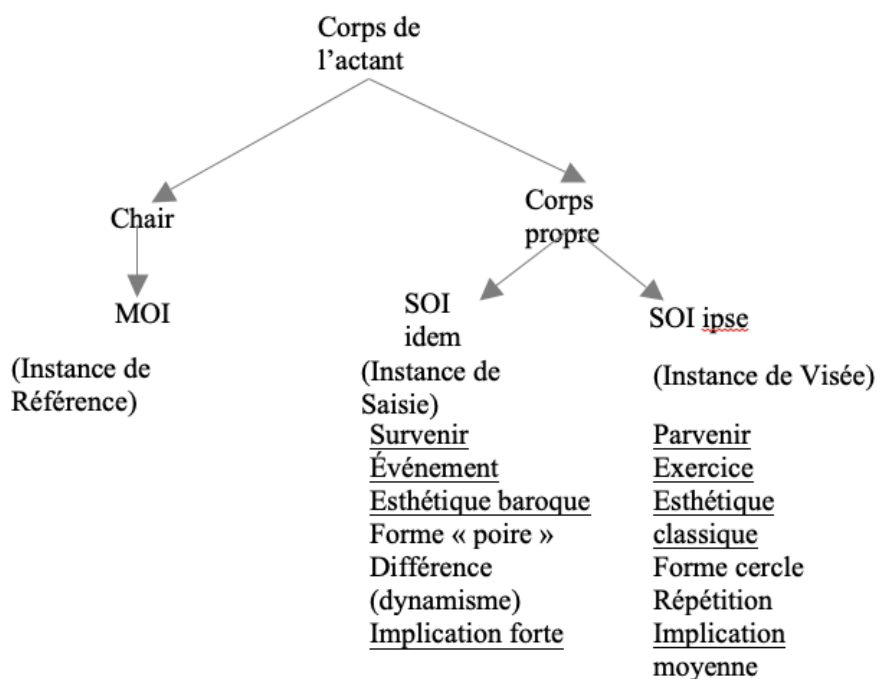 Corps de
l’actant
Chair
Corps
propre
MOI
(Instance de
Référence)
SOI
idem
(Instance de
Saisie)
Survenir
Événement
Esthétique baroque
Forme « poire »
Différence
(dynamisme)
Implication forte
SOI ipse
(Instance de Visée)
Parvenir
Exercice
Esthétique
classique
Forme cercle
Répétition
Implication
moyenne